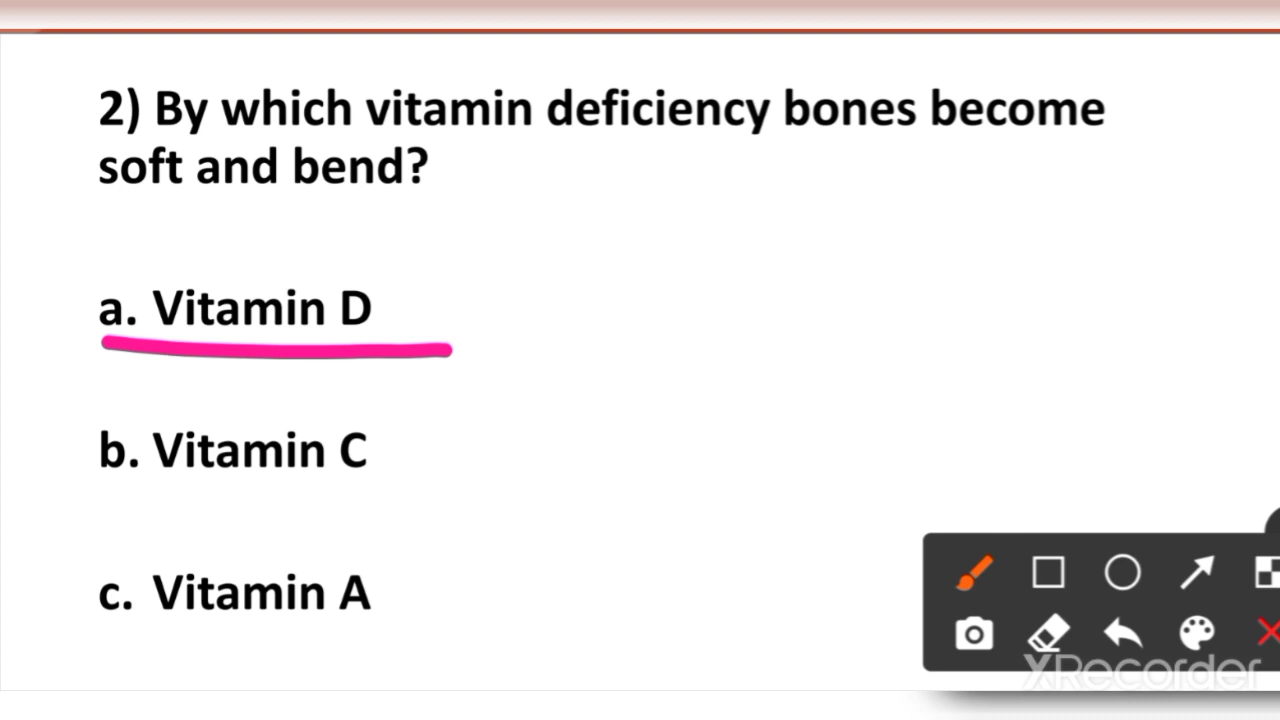 2) By which vitamin deficiency bones become
soft and bend?
a. Vitamin D
b. Vitamin C
c. Vitamin A
XRecorder